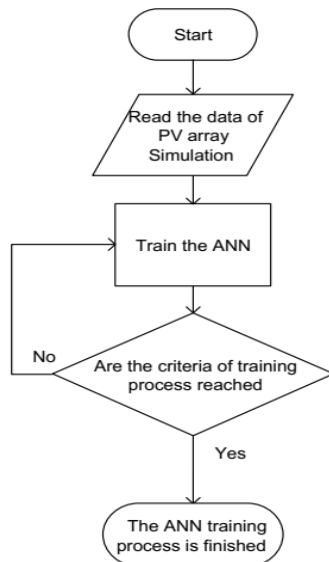 Start
Read the data of
PV array
Simulation
Train the ANN
No
Are the criteria of training
process reached
Yes
The ANN training
process is finished